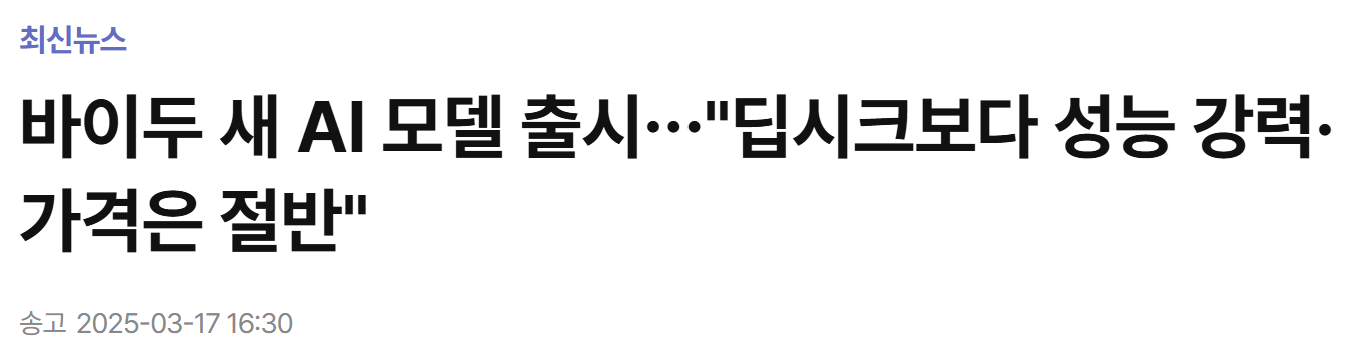 최신뉴스
바이두 새 AI 모델 출시…"딥시크보다 성능 강력·
가격은 절반"
송고 2025-03-17 16:30